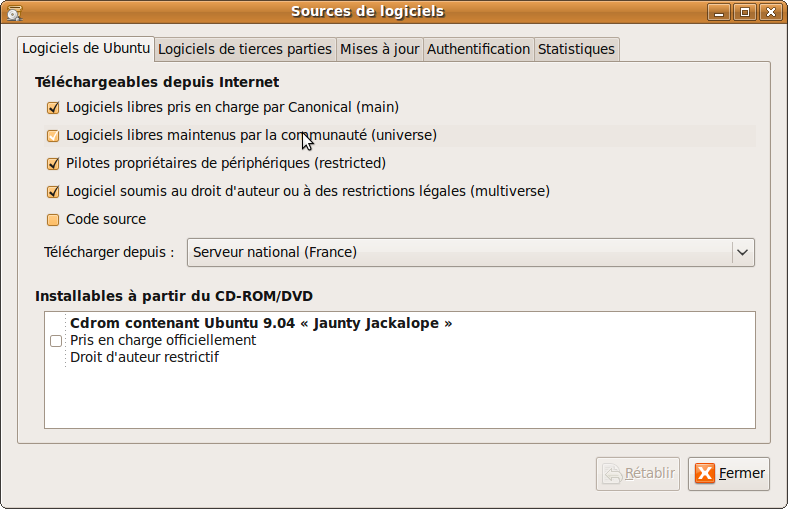 Sources de logiciels
Logiciels de Ubuntu Logiciels de tierces parties Mises à jour Authentification Statistiques
Téléchargeables depuis Internet
Logiciels libres pris en charge par Canonical (main)
Logiciels libres maintenus par la communauté (universe)
Pilotes propriétaires de périphériques (restricted)
Logiciel soumis au droit d'auteur ou à des restrictions légales (multiverse)
Code source
Télécharger depuis : Serveur national (France)
Installables à partir du CD-ROM/DVD
Cdrom contenant Ubuntu 9.04 « Jaunty Jackalope »
Pris en charge officiellement
Droit d'auteur restrictif
Rétablir Fermer